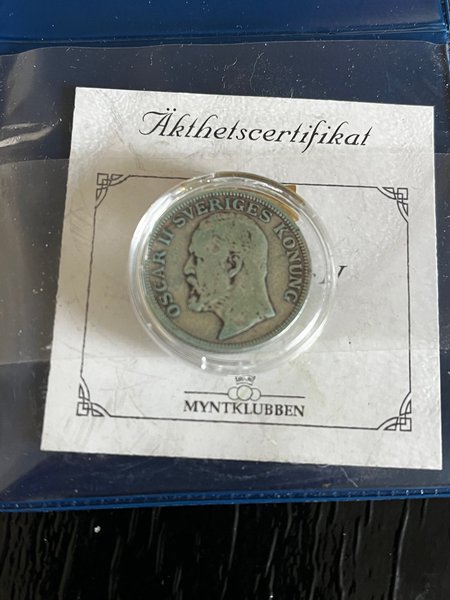 Äkthetscertifikat
OSCAR II SVERIGES KONUNG
MYNTKLUBBEN